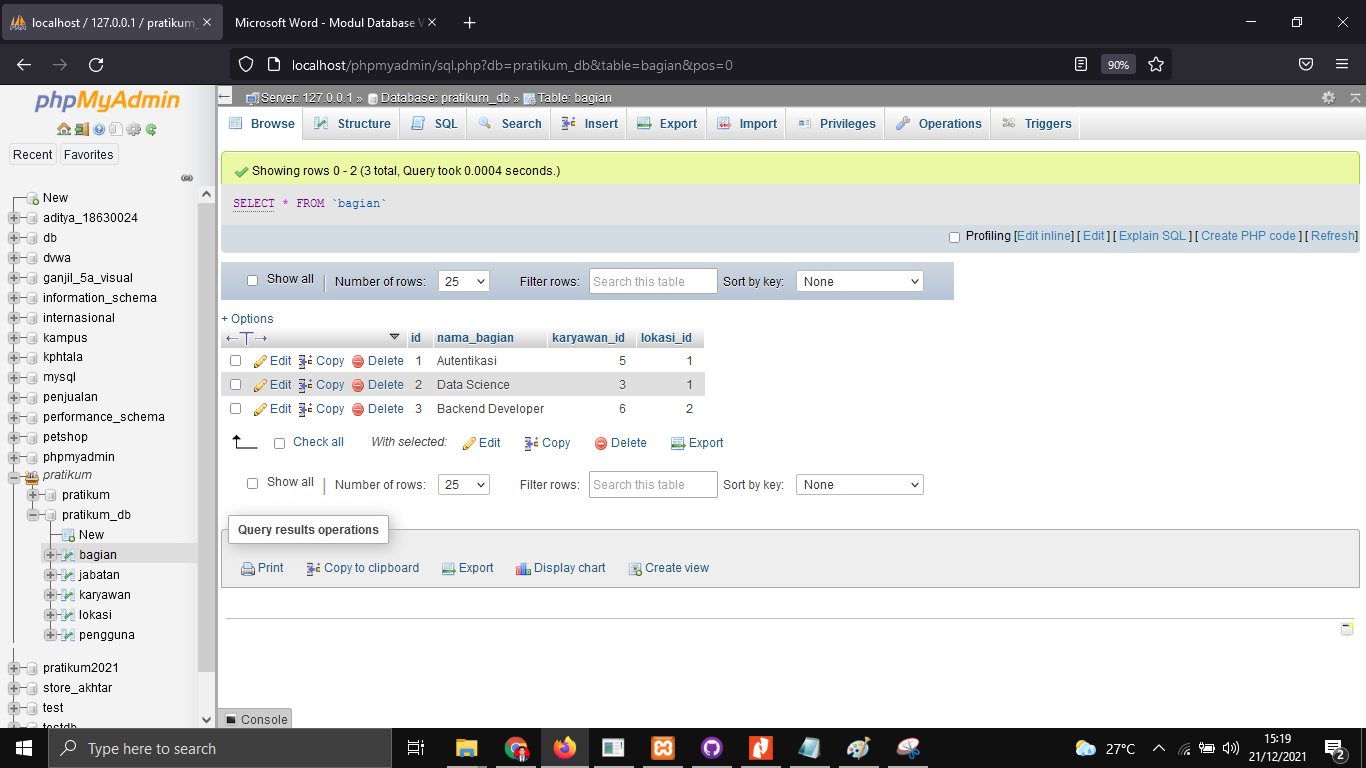 localhost / 127.0.0.1 / pratikum_
Microsoft Word - Modul Database W
localhost/phpmyadmin/sql.php?db=pratikum_db&table=bagian&pos=0
90%
phpMyAdmin
Recent
Favorites
New
aditya_18630024
db
dvwa
ganjil_5a_visual
information_schema
internasional
kampus
kphtala
mysql
penjualan
performance_schema
petshop
phpmyadmin
pratikum
pratikum
pratikum_db
New
bagian
jabatan
karyawan
lokasi
pengguna
pratikum2021
store_akhtar
test
testdb
Server: 127.0.0.1 » Database: pratikum_db » Table: bagian
Browse Structure SQL Search Insert Export Import Privileges Operations Triggers
Showing rows 0 - 2 (3 total, Query took 0.0004 seconds.)
SELECT * FROM `bagian`
Profiling [Edit inline] [ Edit ] [ Explain SQL ] [ Create PHP code ] [ Refresh]
Show all Number of rows: 25 Filter rows: Search this table Sort by key: None
+ Options
id nama_bagian karyawan_id lokasi_id
Edit Copy Delete 1 Autentikasi 5 1
Edit Copy Delete 2 Data Science 3 1
Edit Copy Delete 3 Backend Developer 6 2
Check all With selected: Edit Copy Delete Export
Show all Number of rows: 25 Filter rows: Search this table Sort by key: None
Query results operations
Print Copy to clipboard Export Display chart Create view
Console
Type here to search
27°C
15:19
21/12/2021
2